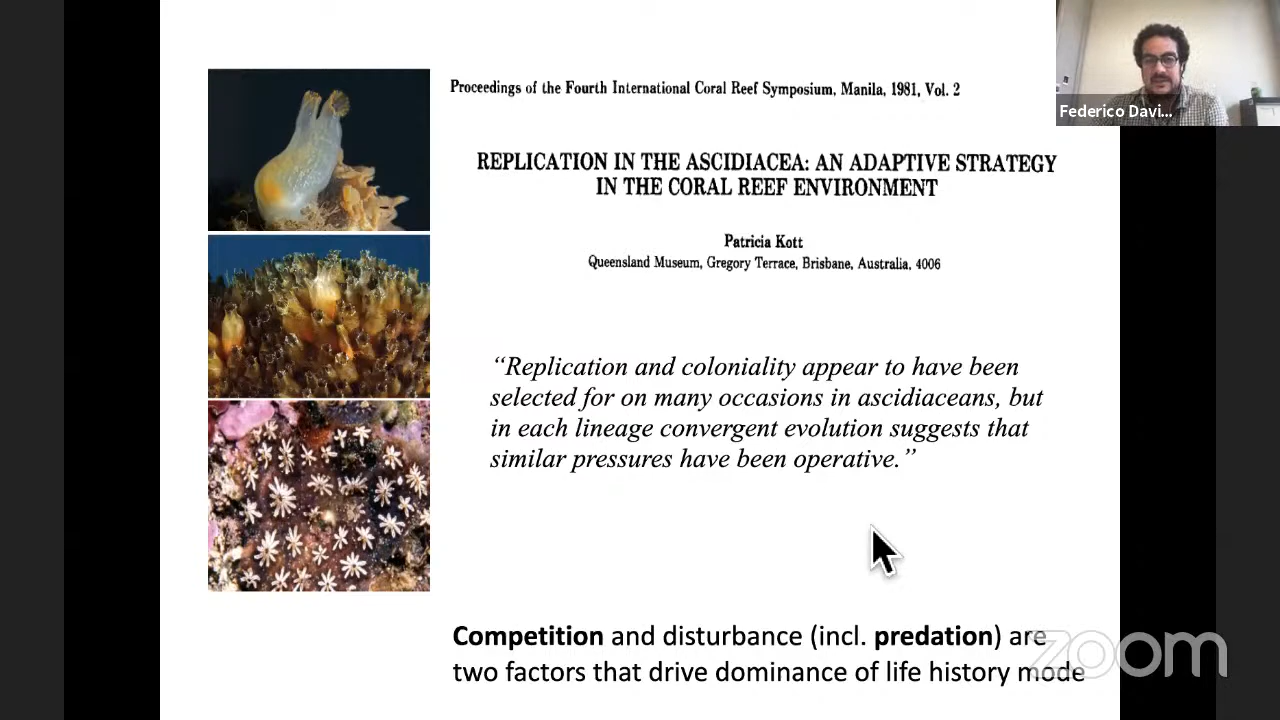 Proceedings of the Fourth International Coral Reef Symposium, Manila, 1981, Vol. 2
REPLICATION IN THE ASCIDIACEA: AN ADAPTIVE STRATEGY
IN THE CORAL REEF ENVIRONMENT
Patricia Kott
Queensland Museum, Gregory Terrace, Brisbane, Australia, 4006
“Replication and coloniality appear to have been
selected for on many occasions in ascidiaceans, but
in each lineage convergent evolution suggests that
similar pressures have been operative.”
Competition and disturbance (incl. predation) are
two factors that drive dominance of life history mode
Federico Davi...
zoom